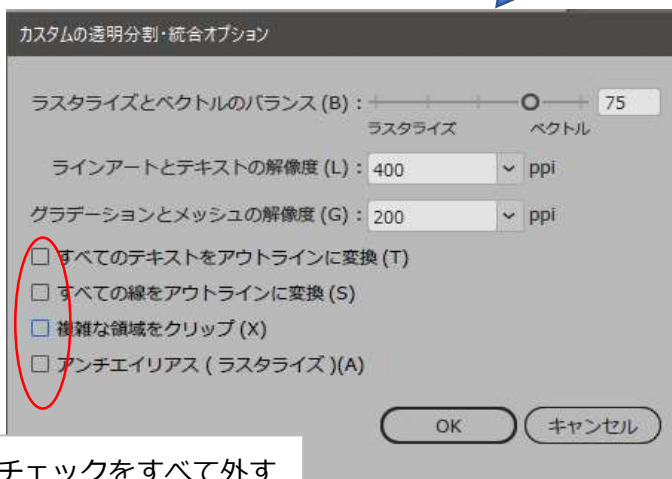 カスタムの透明分割・統合オプション
ラスタライズとベクトルのバランス (B) : 75
ラスタライズ ベクトル
ラインアートとテキストの解像度 (L) : 400 ppi
グラデーションとメッシュの解像度 (G) : 200 ppi
すべてのテキストをアウトラインに変換 (T)
すべての線をアウトラインに変換 (S)
複雑な領域をクリップ (X)
アンチエイリアス ( ラスタライズ )(A)
OK キャンセル
チェックをすべて外す